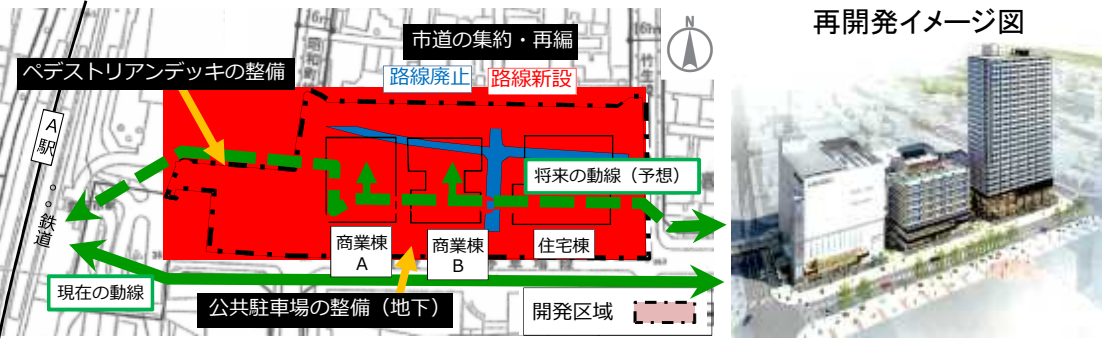 再開発イメージ図
市道の集約・再編
路線廃止
路線新設
N
ペデストリアンデッキの整備
A駅
鉄道
将来の動線(予想)
商業棟
A
商業棟
B
住宅棟
現在の動線
公共駐車場の整備(地下)
開発区域